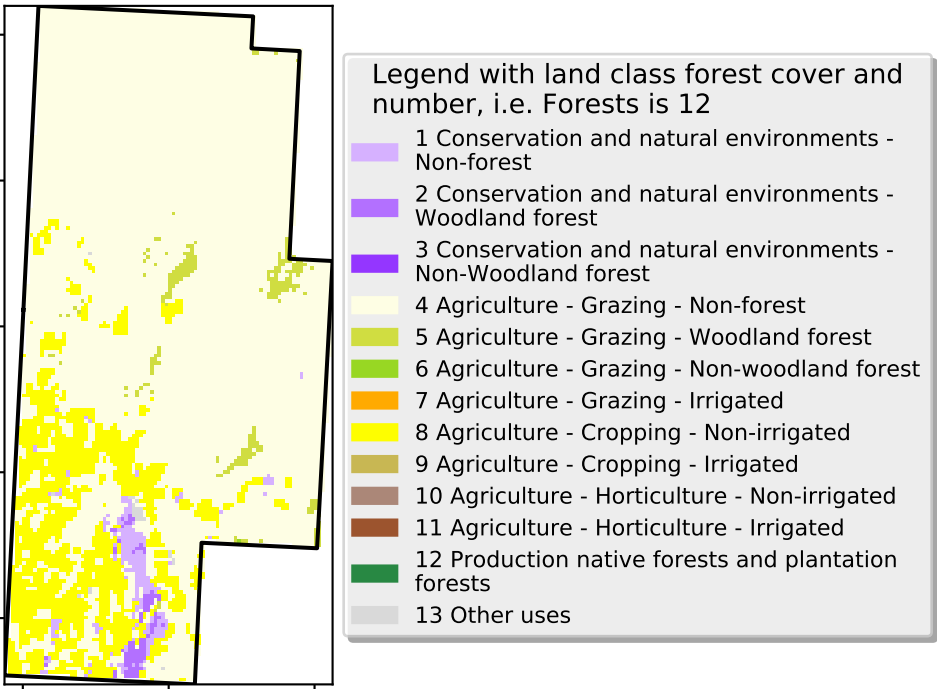 Legend with land class forest cover and
number, i.e. Forests is 12
1 Conservation and natural environments -
Non-forest
2 Conservation and natural environments -
Woodland forest
3 Conservation and natural environments -
Non-Woodland forest
4 Agriculture - Grazing - Non-forest
5 Agriculture - Grazing - Woodland forest
6 Agriculture - Grazing - Non-woodland forest
7 Agriculture - Grazing - Irrigated
8 Agriculture - Cropping - Non-irrigated
9 Agriculture - Cropping - Irrigated
10 Agriculture - Horticulture - Non-irrigated
11 Agriculture - Horticulture - Irrigated
12 Production native forests and plantation
forests
13 Other uses